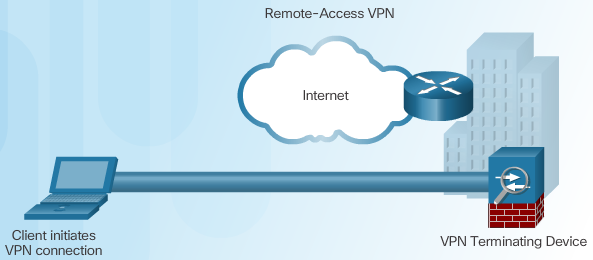 Remote-Access VPN
Internet
Client initiates
VPN connection
VPN Terminating Device